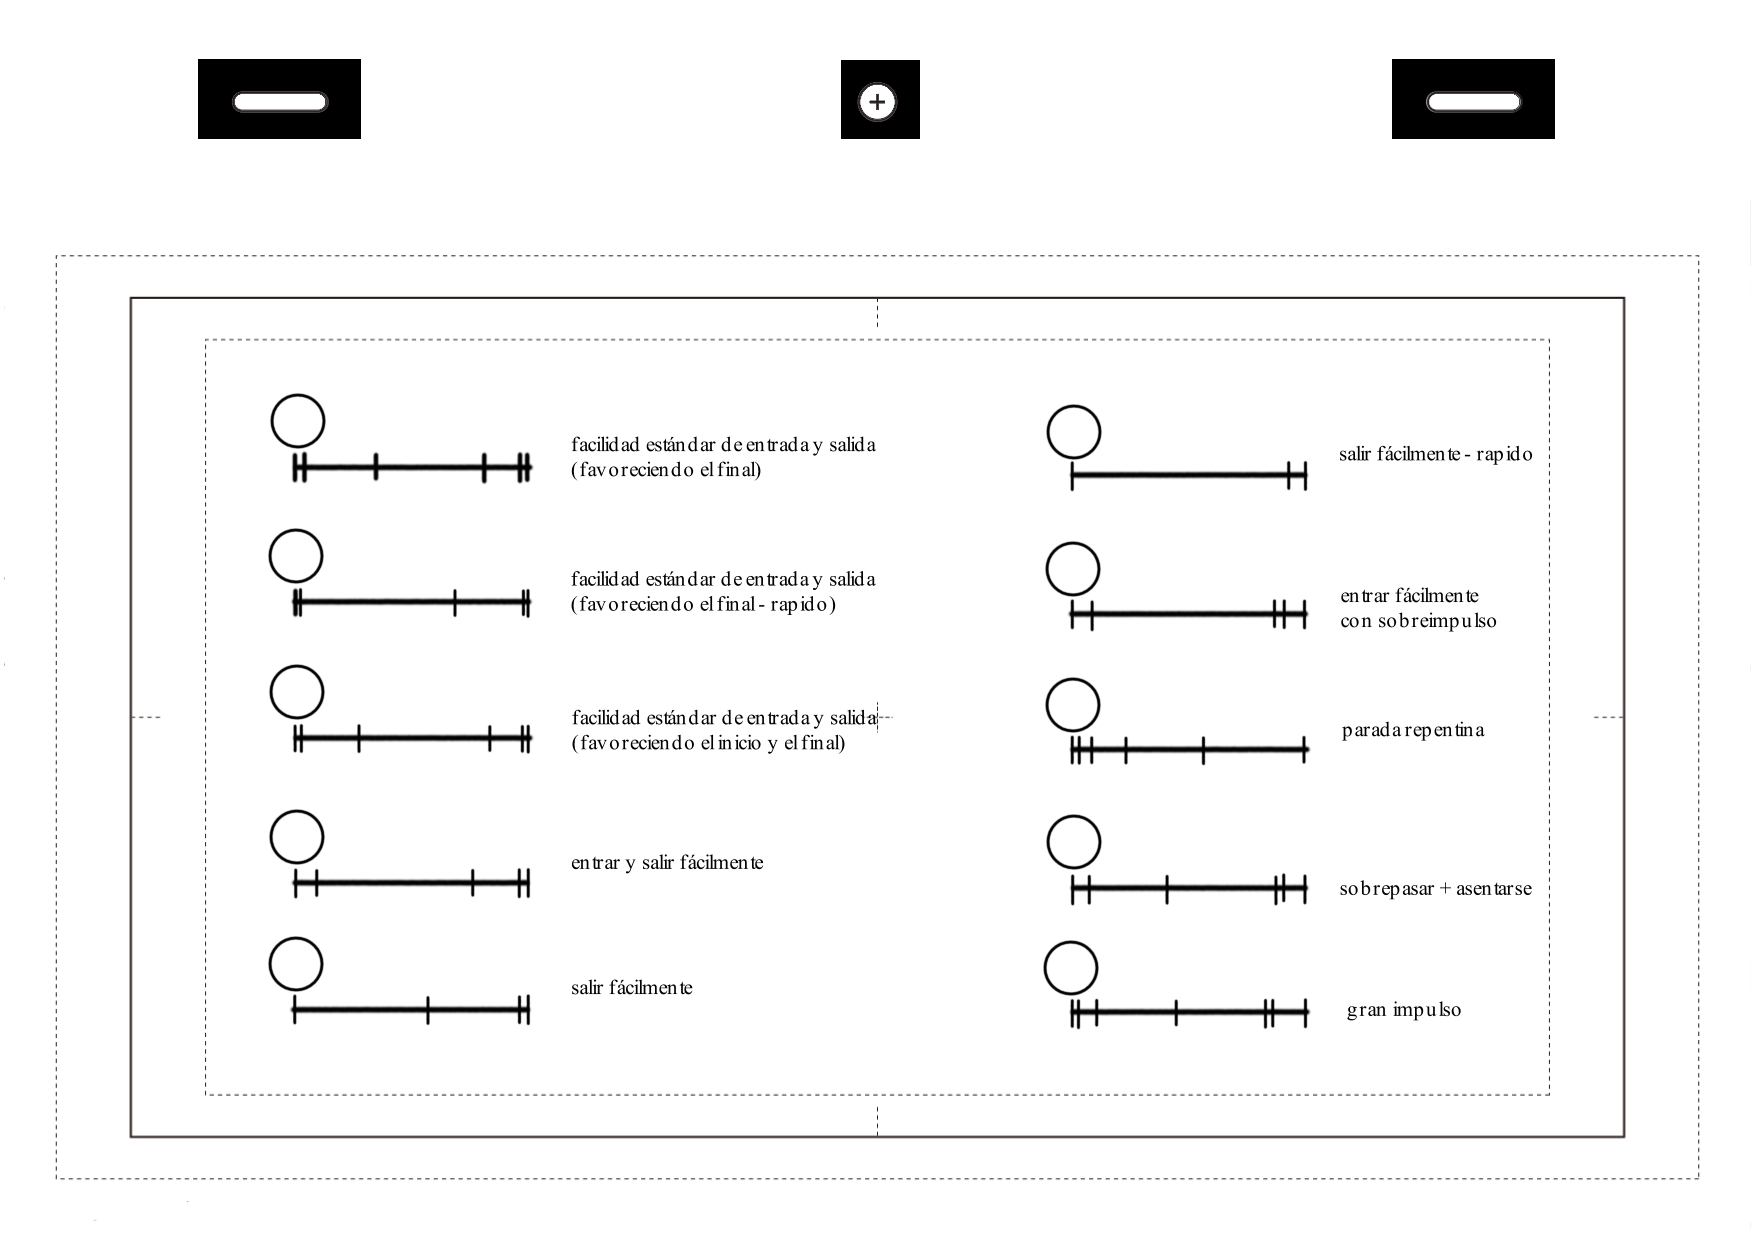 facilidad estándar de entrada y salida
(favoreciendo el final)
facilidad estándar de entrada y salida
(favoreciendo el final - rapido)
facilidad estándar de entrada y salida
(favoreciendo el inicio y el final)
entrar y salir fácilmente
salir fácilmente
salir fácilmente - rapido
entrar fácilmente
con sobreimpulso
parada repentina
sobrepasar + asentarse
gran impulso